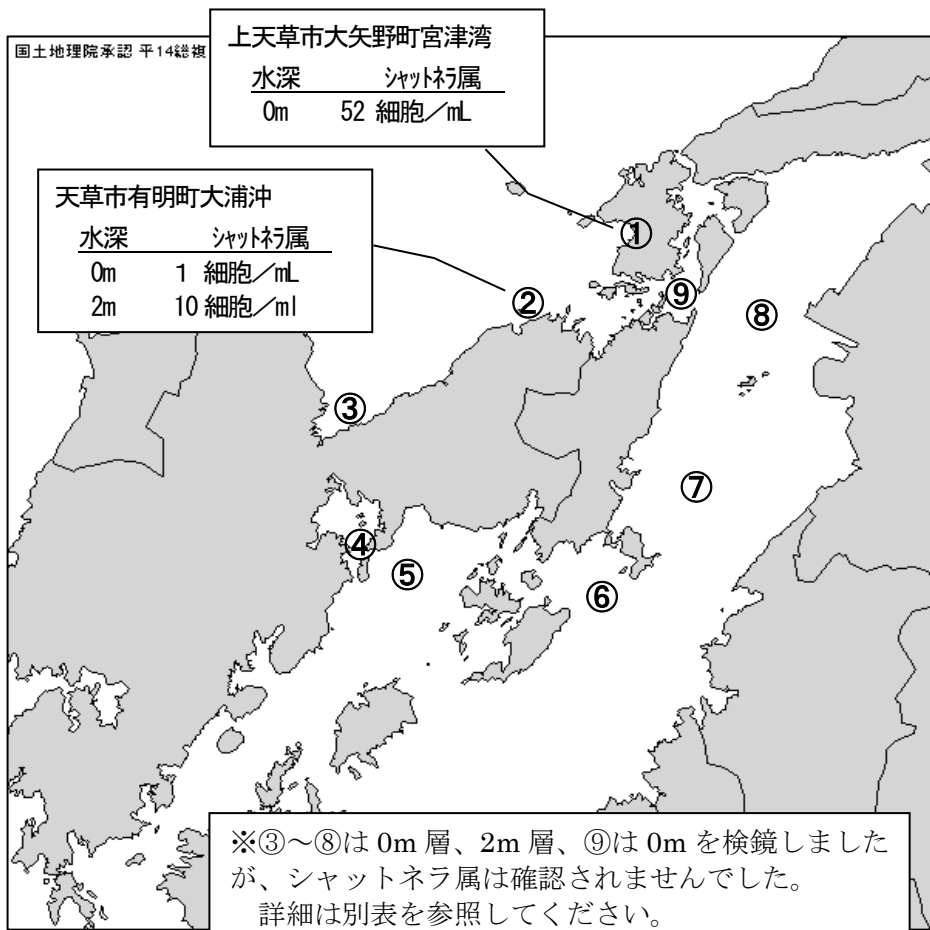 国土地理院承認 平14総複
上天草市大矢野町宮津湾
水深 シャットネラ属
0m 52 細胞／mL
天草市有明町大浦沖
水深 シャットネラ属
0m 1 細胞／mL
2m 10 細胞／ml
①
②
③
④
⑤
⑥
⑦
⑧
⑨
※③～⑧は 0m 層、2m 層、⑨は 0m を検鏡しました
が、シャットネラ属は確認されませんでした。
詳細は別表を参照してください。